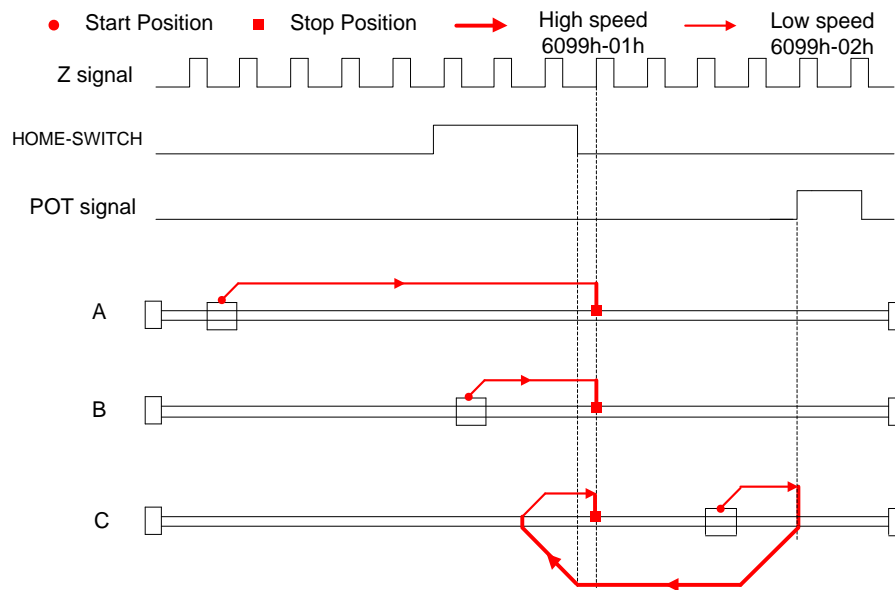 Start Position
Stop Position
High speed
6099h-01h
Low speed
6099h-02h
Z signal
HOME-SWITCH
POT signal
A
B
C